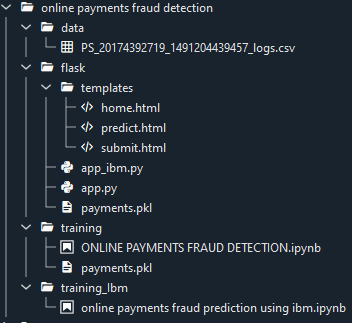 online payments fraud detection
data
PS_20174392719_1491204439457_logs.csv
flask
templates
home.html
predict.html
submit.html
app_ibm.py
app.py
payments.pkl
training
ONLINE PAYMENTS FRAUD DETECTION.ipynb
payments.pkl
training_lbm
online payments fraud prediction using ibm.ipynb